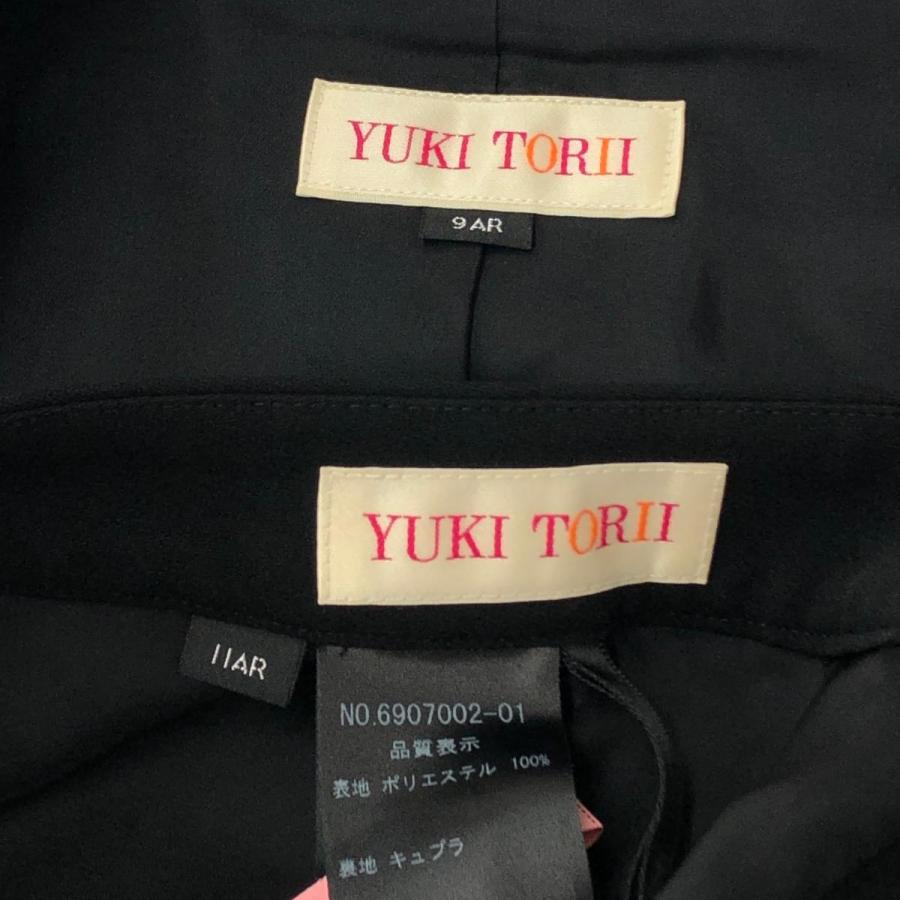 YUKI TORII
9AR
YUKI TORII
11AR
NO.6907002-01
品質表示
表地 ポリエステル 100%
裏地 キュプラ